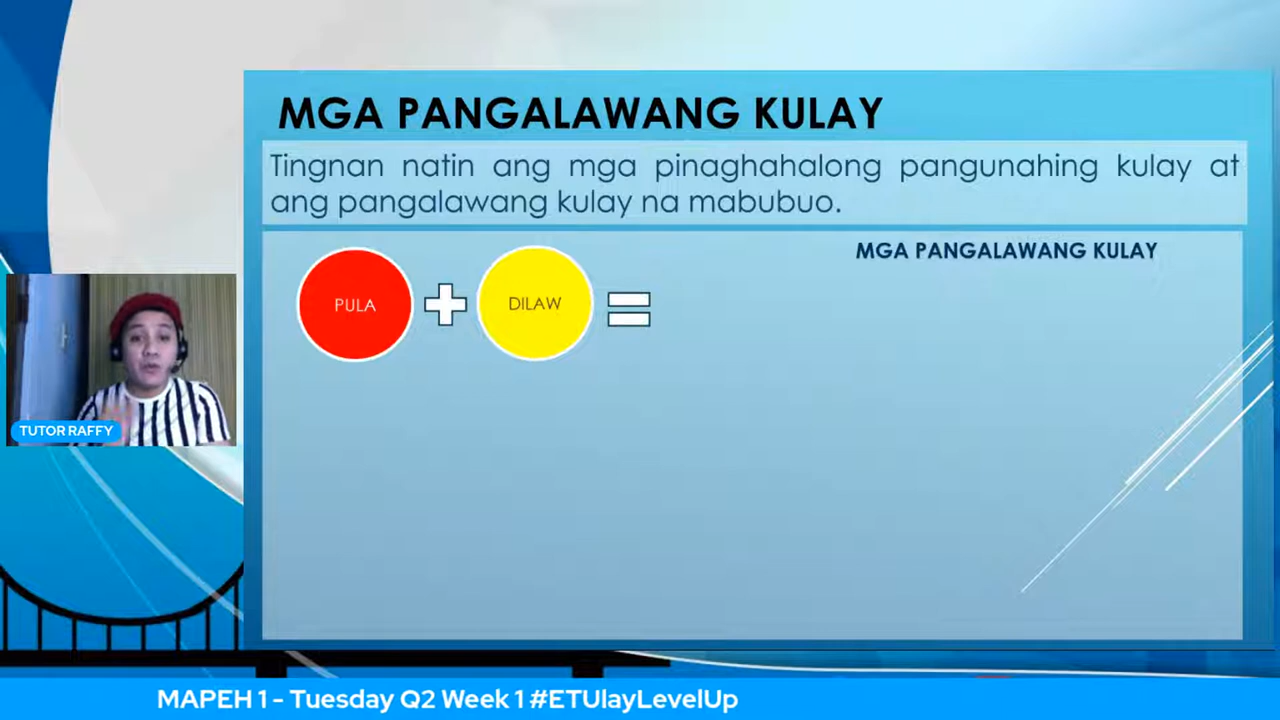 MGA PANGALAWANG KULAY
Tingnan natin ang mga pinaghahalong pangunahing kulay at
ang pangalawang kulay na mabubuo.
MGA PANGALAWANG KULAY
PULA
DILAW
TUTOR RAFFY
MAPEH 1 - Tuesday Q2 Week 1 #ETUlayLevelUp